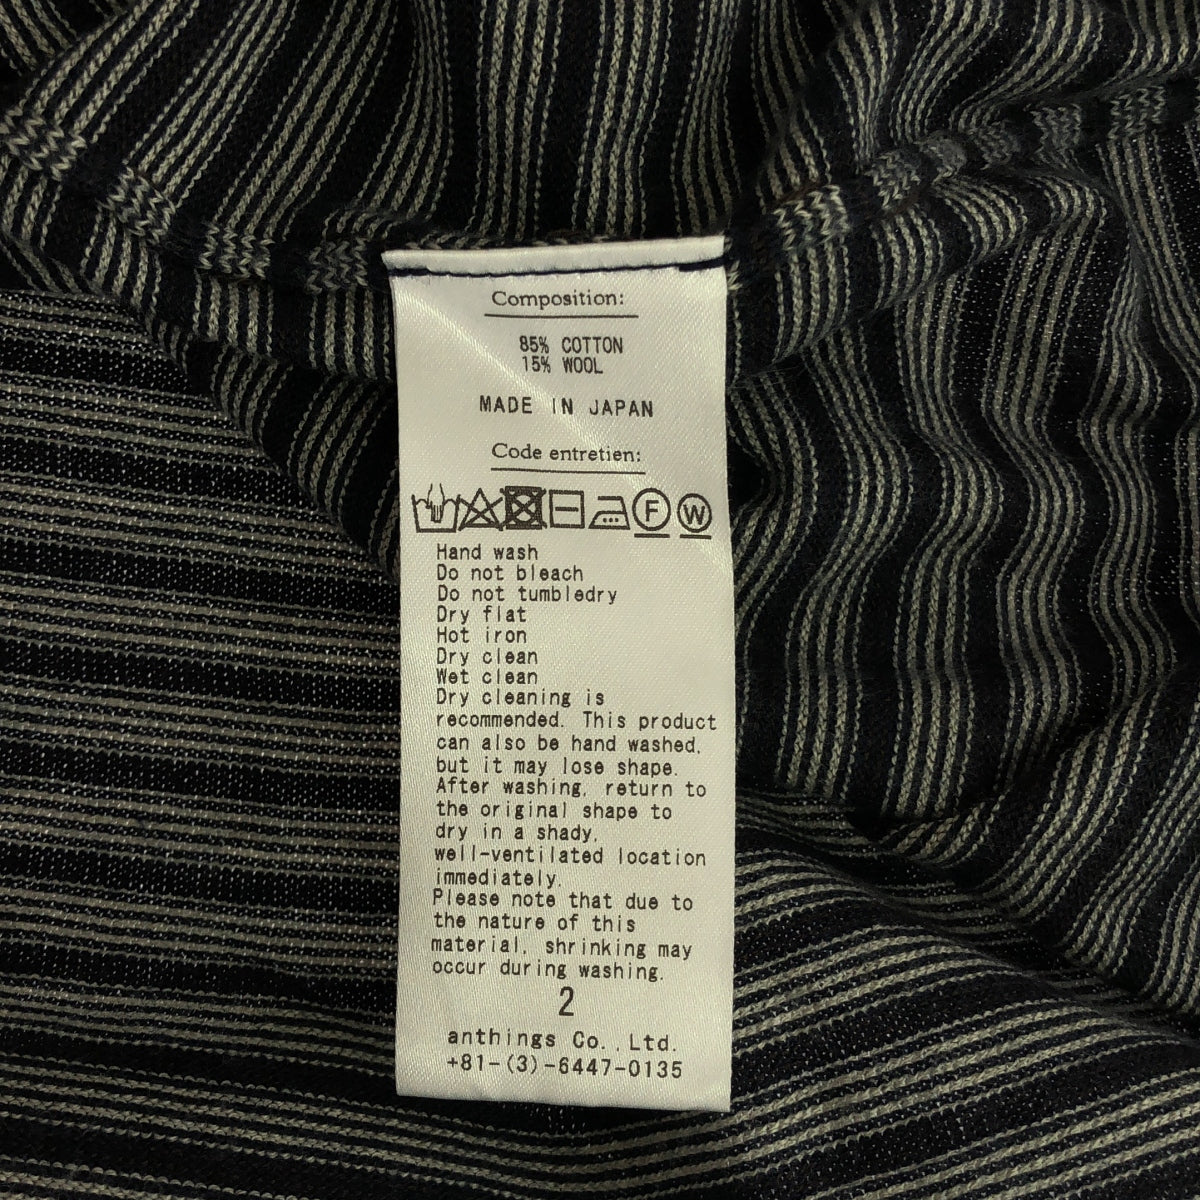 Composition:
85% COTTON
15% WOOL
MADE IN JAPAN
Code entretien:
F W
Hand wash
Do not bleach
Do not tumbledry
Dry flat
Hot iron
Dry clean
Wet clean
Dry cleaning is
recommended. This product
can also be hand washed,
but it may lose shape.
After washing, return to
the original shape to
dry in a shady,
well-ventilated location
immediately.
Please note that due to
the nature of this
material, shrinking may
occur during washing.
2
anthings Co., Ltd.
+81-(3)-6447-0135